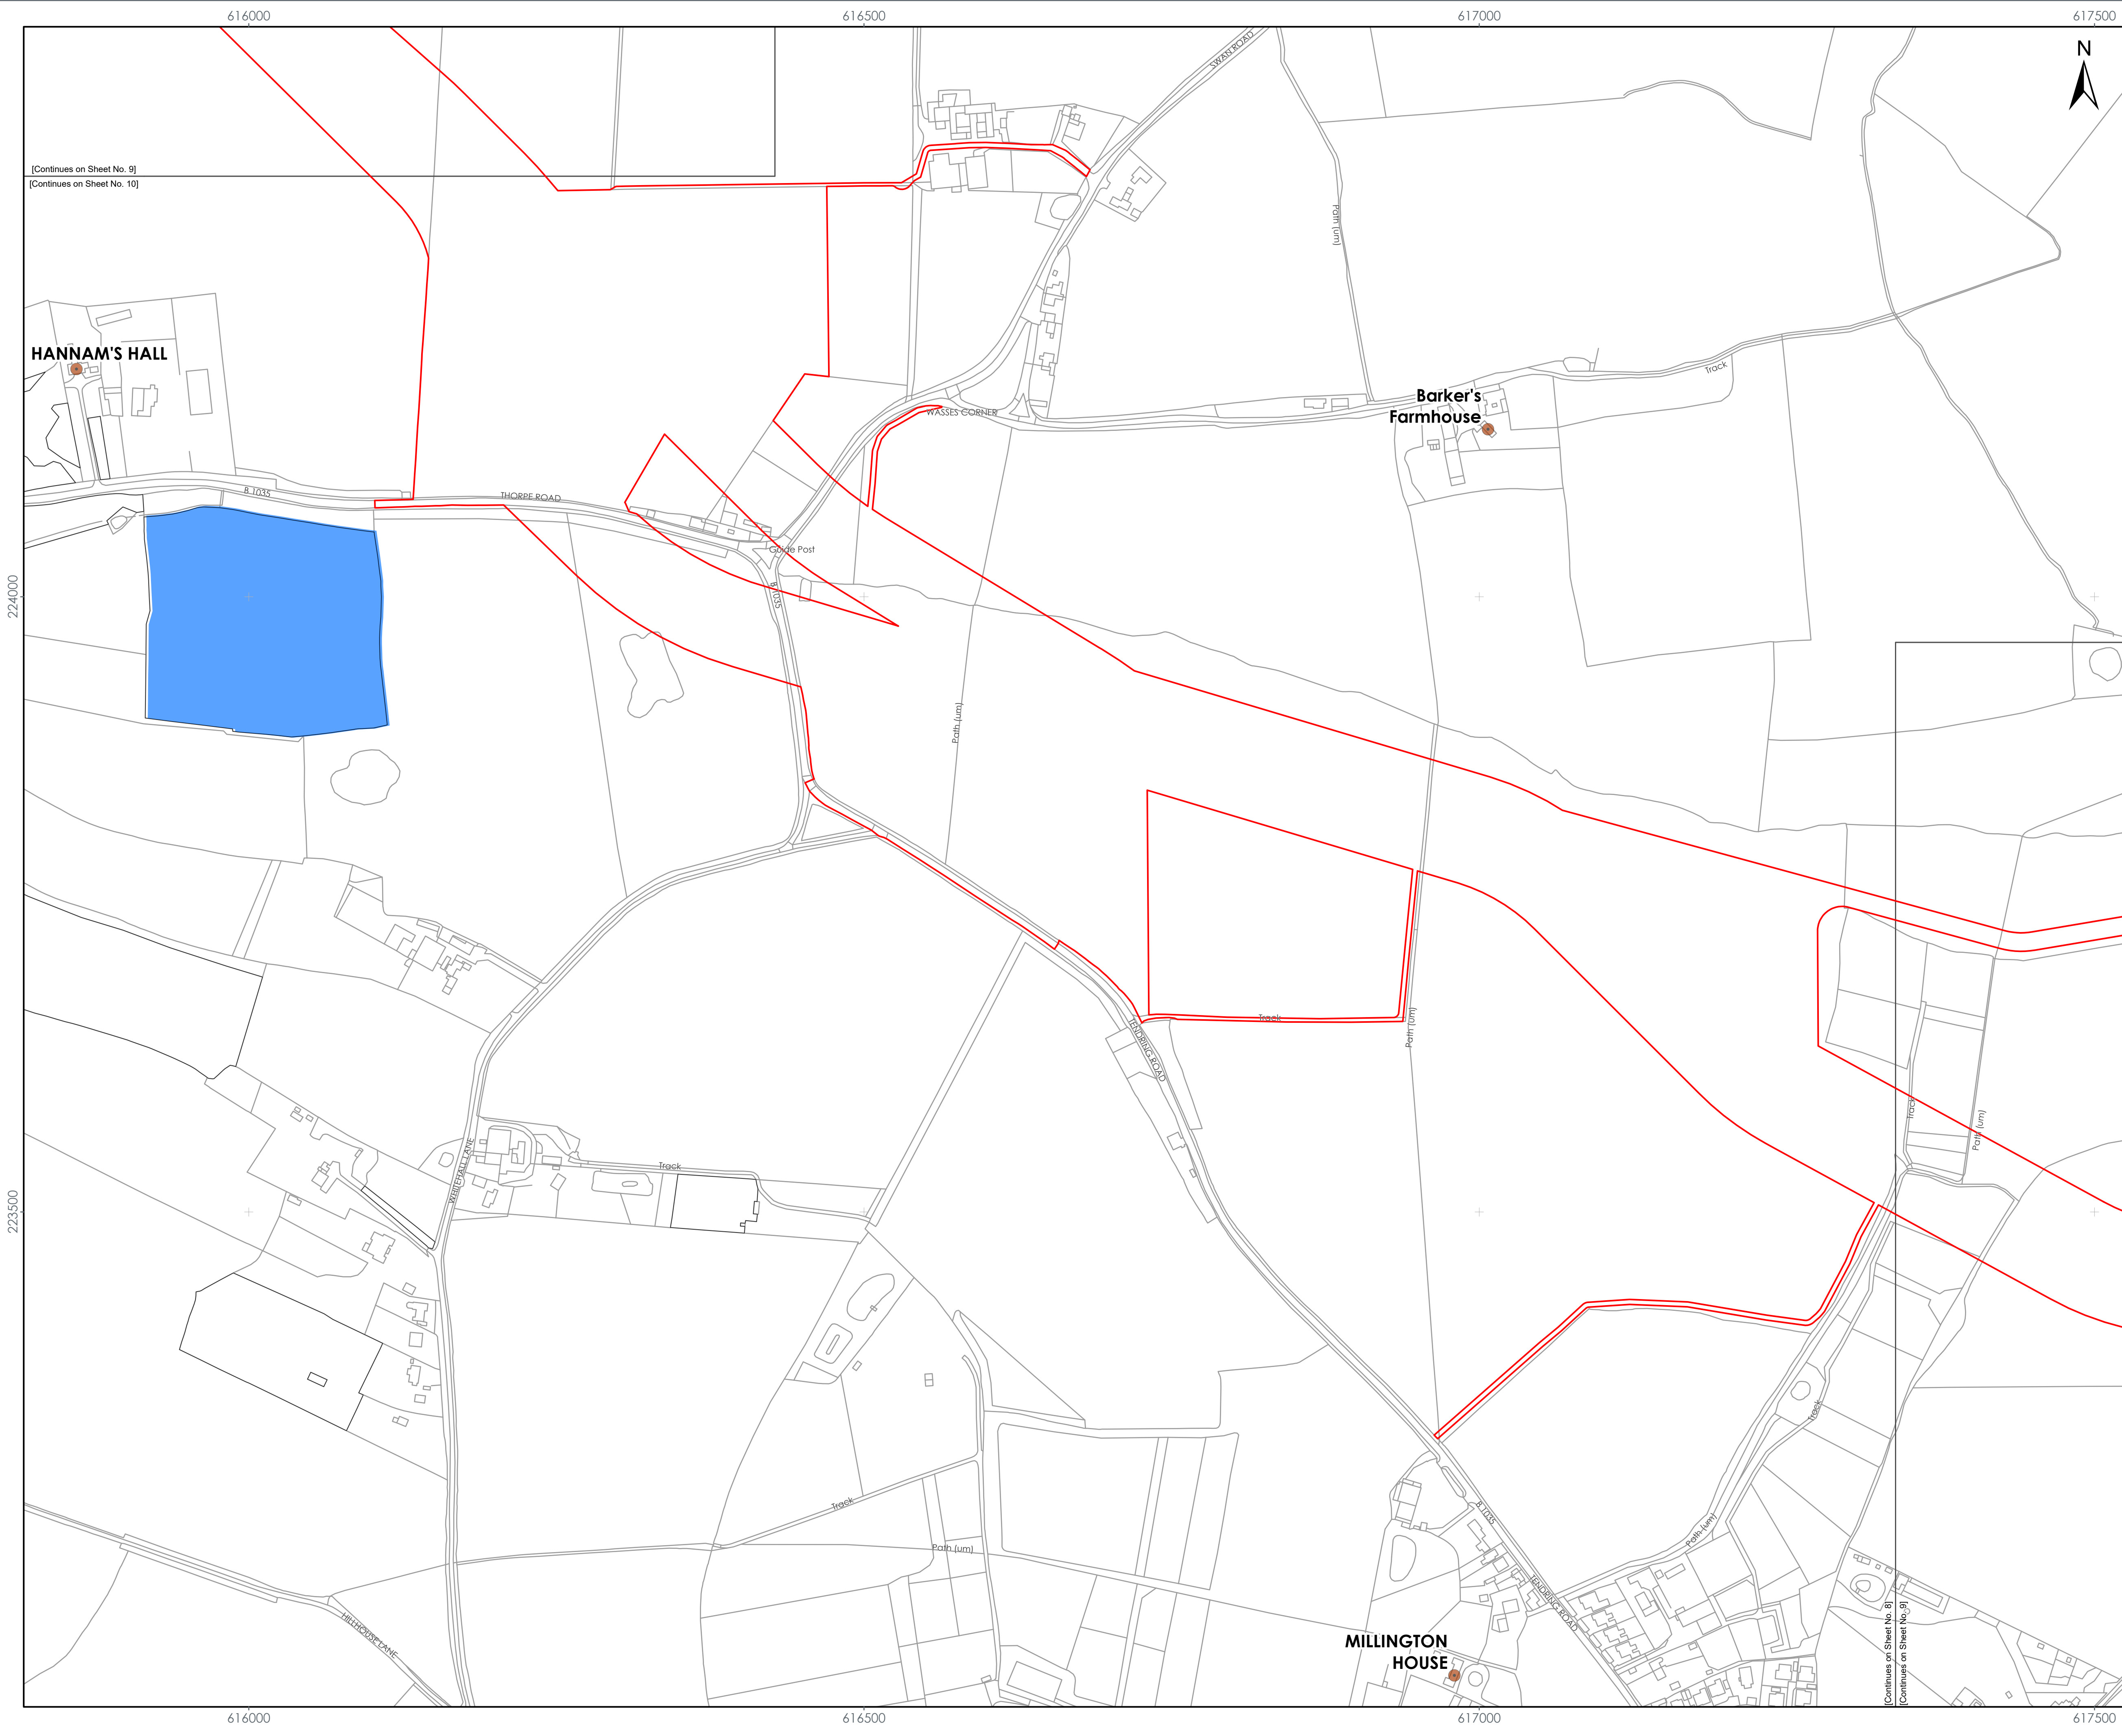 616000
616500
617000
617500
N
SWAN ROAD
[Continues on Sheet No. 9]
[Continues on Sheet No. 10]
Path (um)
HANNAM'S HALL
Track
Barker's
Farmhouse
WASSES CORNER
B 1035
THORPE ROAD
Guide Post
B 1035
224000
Path (um)
Track
Path (um)
TENDRING ROAD
Track
Path (um)
WHITEHALL LANE
Track
223500
Track
Track
Path (um)
B 1035
Path (um)
HILLHOUSE LANE
TENDRING ROAD
MILLINGTON
HOUSE
[Continues on Sheet No. 8]
[Continues on Sheet No. 9]
616000
616500
617000
617500